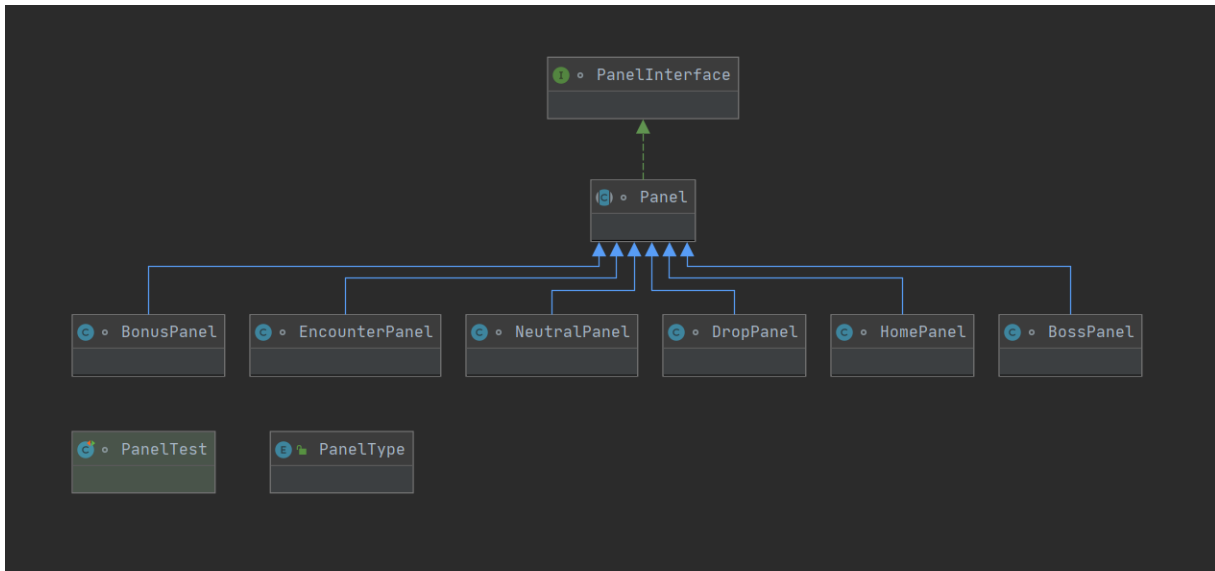 PanelInterface
Panel
BonusPanel
EncounterPanel
NeutralPanel
DropPanel
HomePanel
BossPanel
PanelTest
PanelType